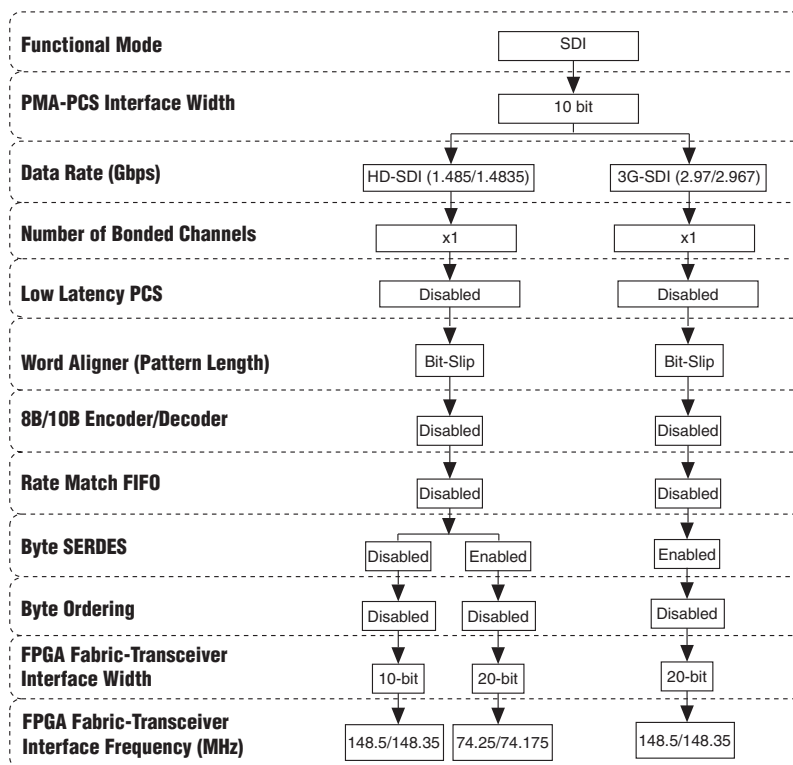 Functional Mode
SDI
PMA-PCS Interface Width
10 bit
Data Rate (Gbps)
HD-SDI (1.485/1.4835)
3G-SDI (2.97/2.967)
Number of Bonded Channels
x1
x1
Low Latency PCS
Disabled
Disabled
Word Aligner (Pattern Length)
Bit-Slip
Bit-Slip
8B/10B Encoder/Decoder
Disabled
Disabled
Rate Match FIFO
Disabled
Disabled
Byte SERDES
Disabled
Enabled
Enabled
Byte Ordering
Disabled
Disabled
Disabled
FPGA Fabric-Transceiver
Interface Width
10-bit
20-bit
20-bit
FPGA Fabric-Transceiver
Interface Frequency (MHz)
148.5/148.35
74.25/74.175
148.5/148.35